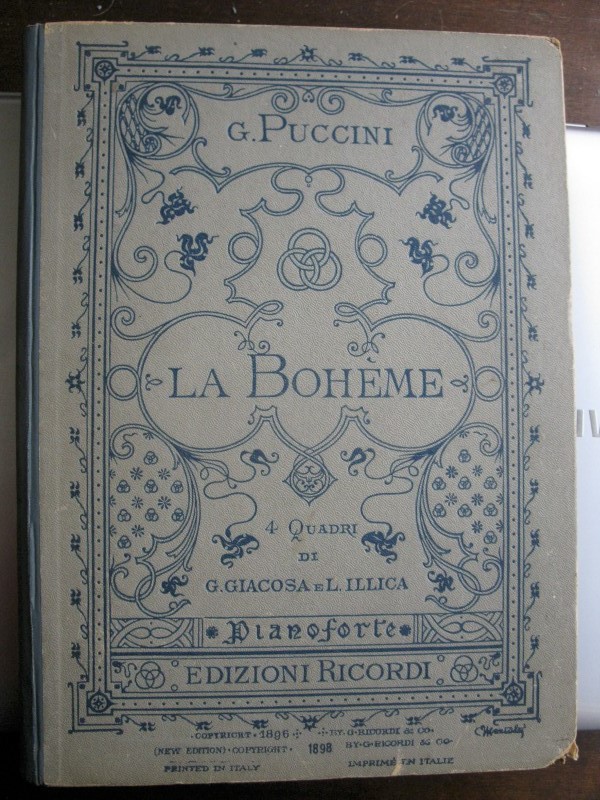 G. PUCCINI
LA BOHÊME
4 QUADRI
DI
G. GIACOSA E L. ILLICA
Pianoforte
EDIZIONI RICORDI
·COPYRIGHT· 1896 BY·G·RICORDI & CO·
(NEW EDITION)·COPYRIGHT· 1898 BY·G·RICORDI & CO
PRINTED IN ITALY IMPRIMÉ EN ITALIE